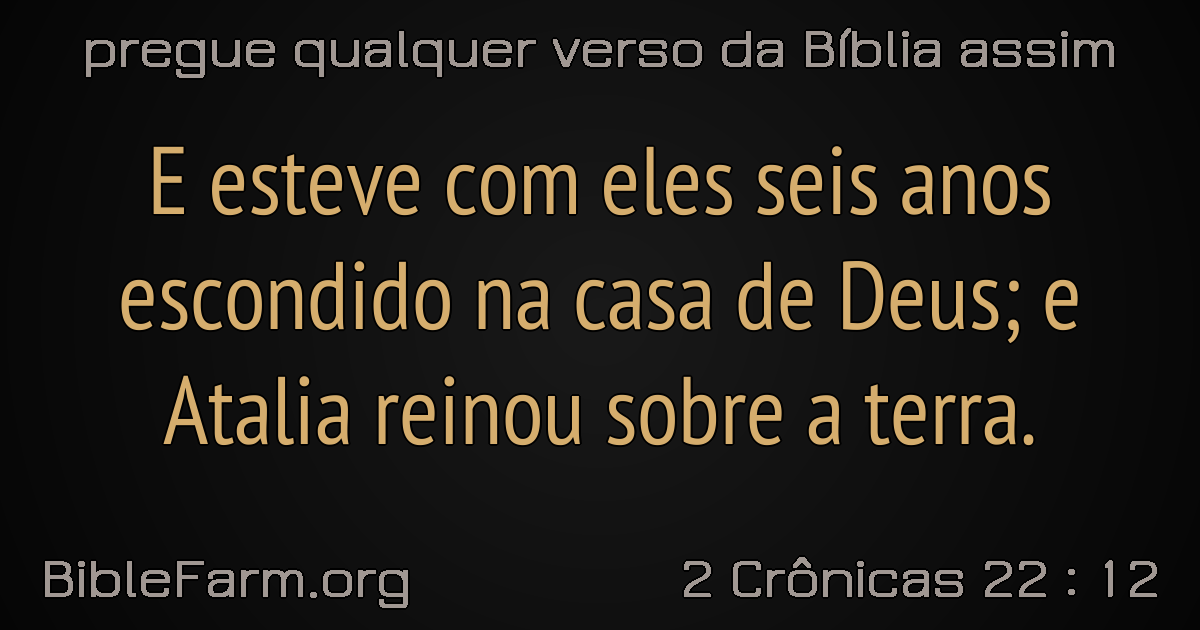 pregue qualquer verso da Bíblia assim
E esteve com eles seis anos
escondido na casa de Deus; e
Atalia reinou sobre a terra.
BibleFarm.org
2 Crônicas 22 : 12